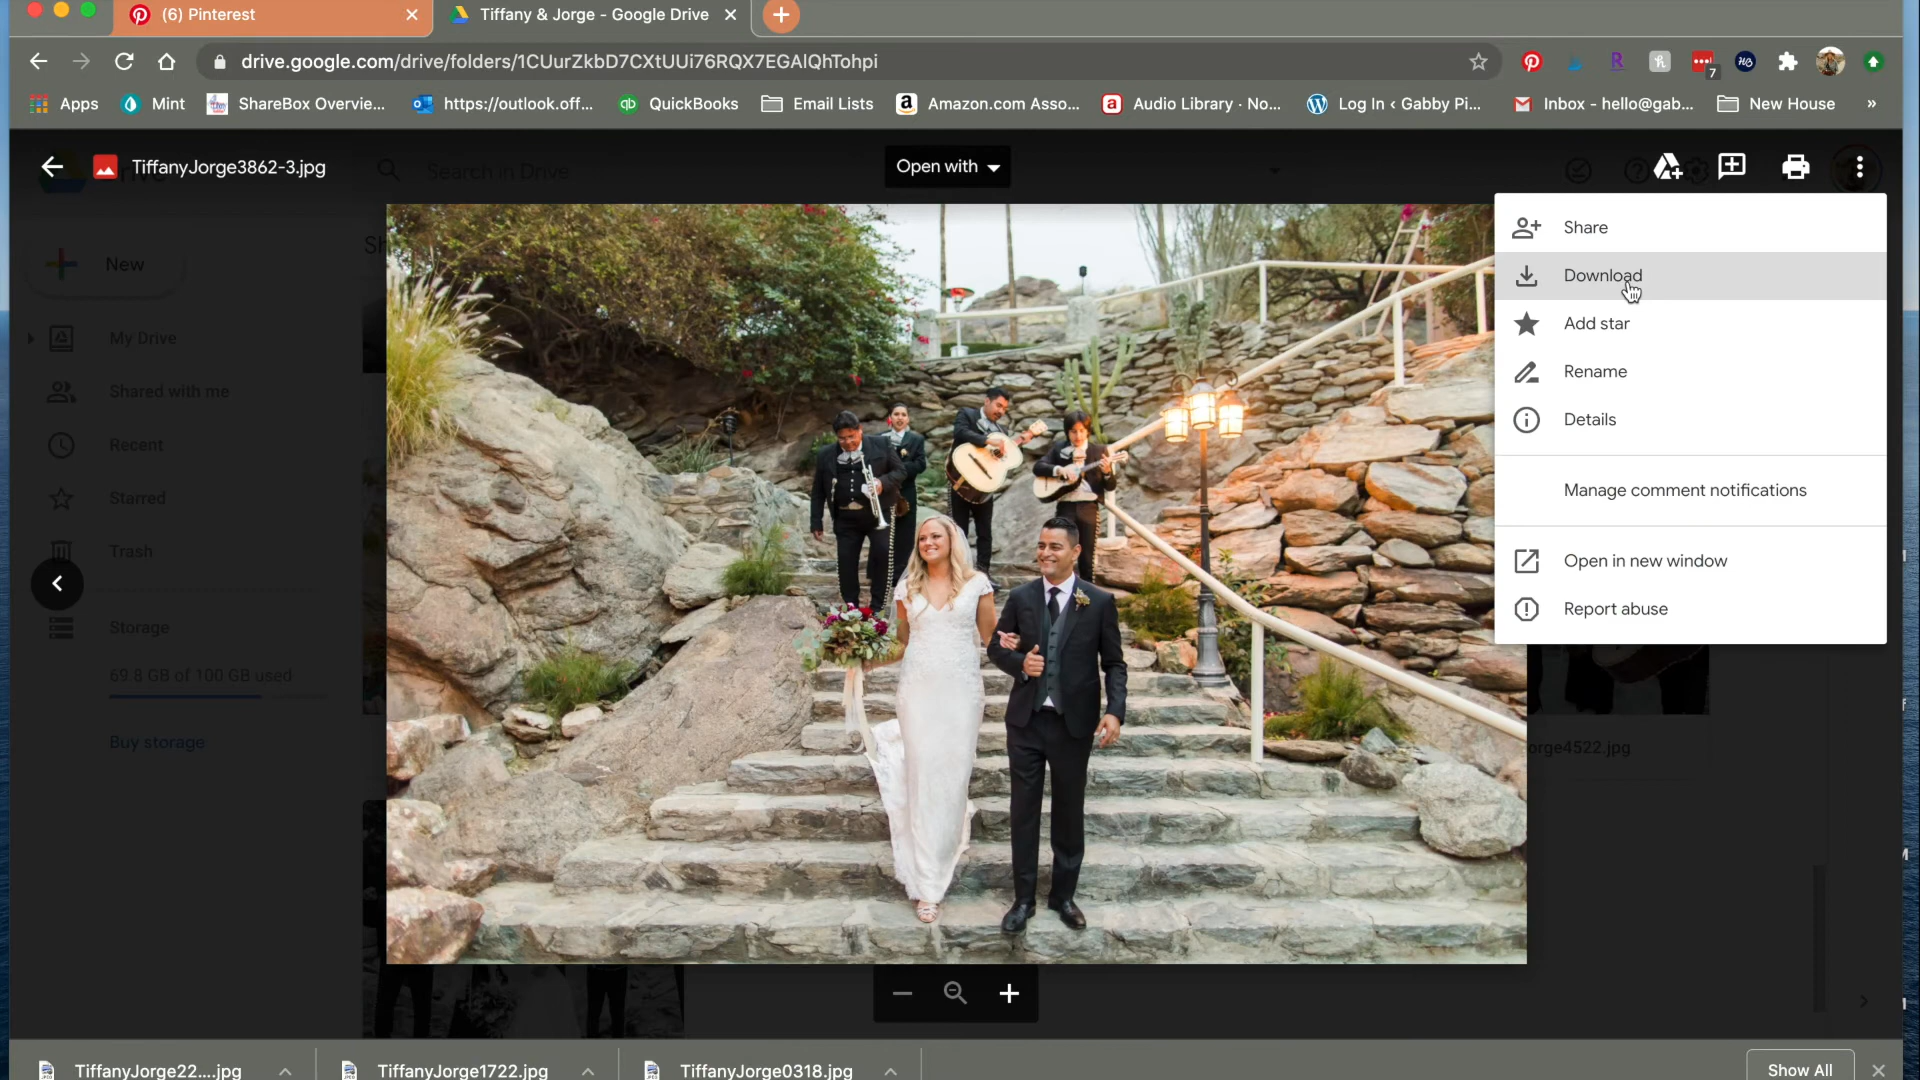 (6) Pinterest
Tiffany & Jorge - Google Drive
drive.google.com/drive/folders/1CUurZkbD7CXtUUi76RQX7EGAlQhTohpi
7
Apps
Mint
ShareBox Overvie...
https://outlook.off...
QuickBooks
Email Lists
Amazon.com Asso...
Audio Library · No...
Log In ‹ Gabby Pi...
Inbox - hello@gab...
New House
»
TiffanyJorge3862-3.jpg
Search in Drive
Open with
Share
New
Download
Add star
My Drive
Rename
Shared with me
Details
Recent
Manage comment notifications
Starred
Trash
Open in new window
Report abuse
Storage
69.8 GB of 100 GB used
Buy storage
orge4522.jpg
TiffanyJorge22....jpg
TiffanyJorge1722.jpg
TiffanyJorge0318.jpg
Show All